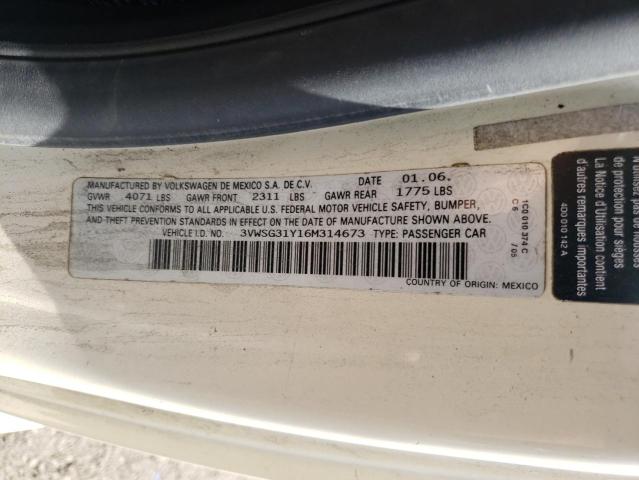 MANUFACTURED BY VOLKSWAGEN DE MEXICO S.A. DE C.V. DATE 01.06.
GVWR 4071 LBS GAWR FRONT 2311 LBS GAWR REAR 1775 LBS
THIS VEHICLE CONFORMS TO ALL APPLICABLE U.S. FEDERAL MOTOR VEHICLE SAFETY, BUMPER,
AND THEFT PREVENTION STANDARDS IN EFFECT ON THE DATE OF MANUFACTURE SHOWN ABOVE.
VEHICLE I.D. NO. 3VWSG31Y16M314673 TYPE: PASSENGER CAR
COUNTRY OF ORIGIN: MEXICO
1C0 010 374 C
C6 /05
4D0 010 142 A
d'autres remarques importantes
La Notice d'Utilisation contient
de protection pour sièges